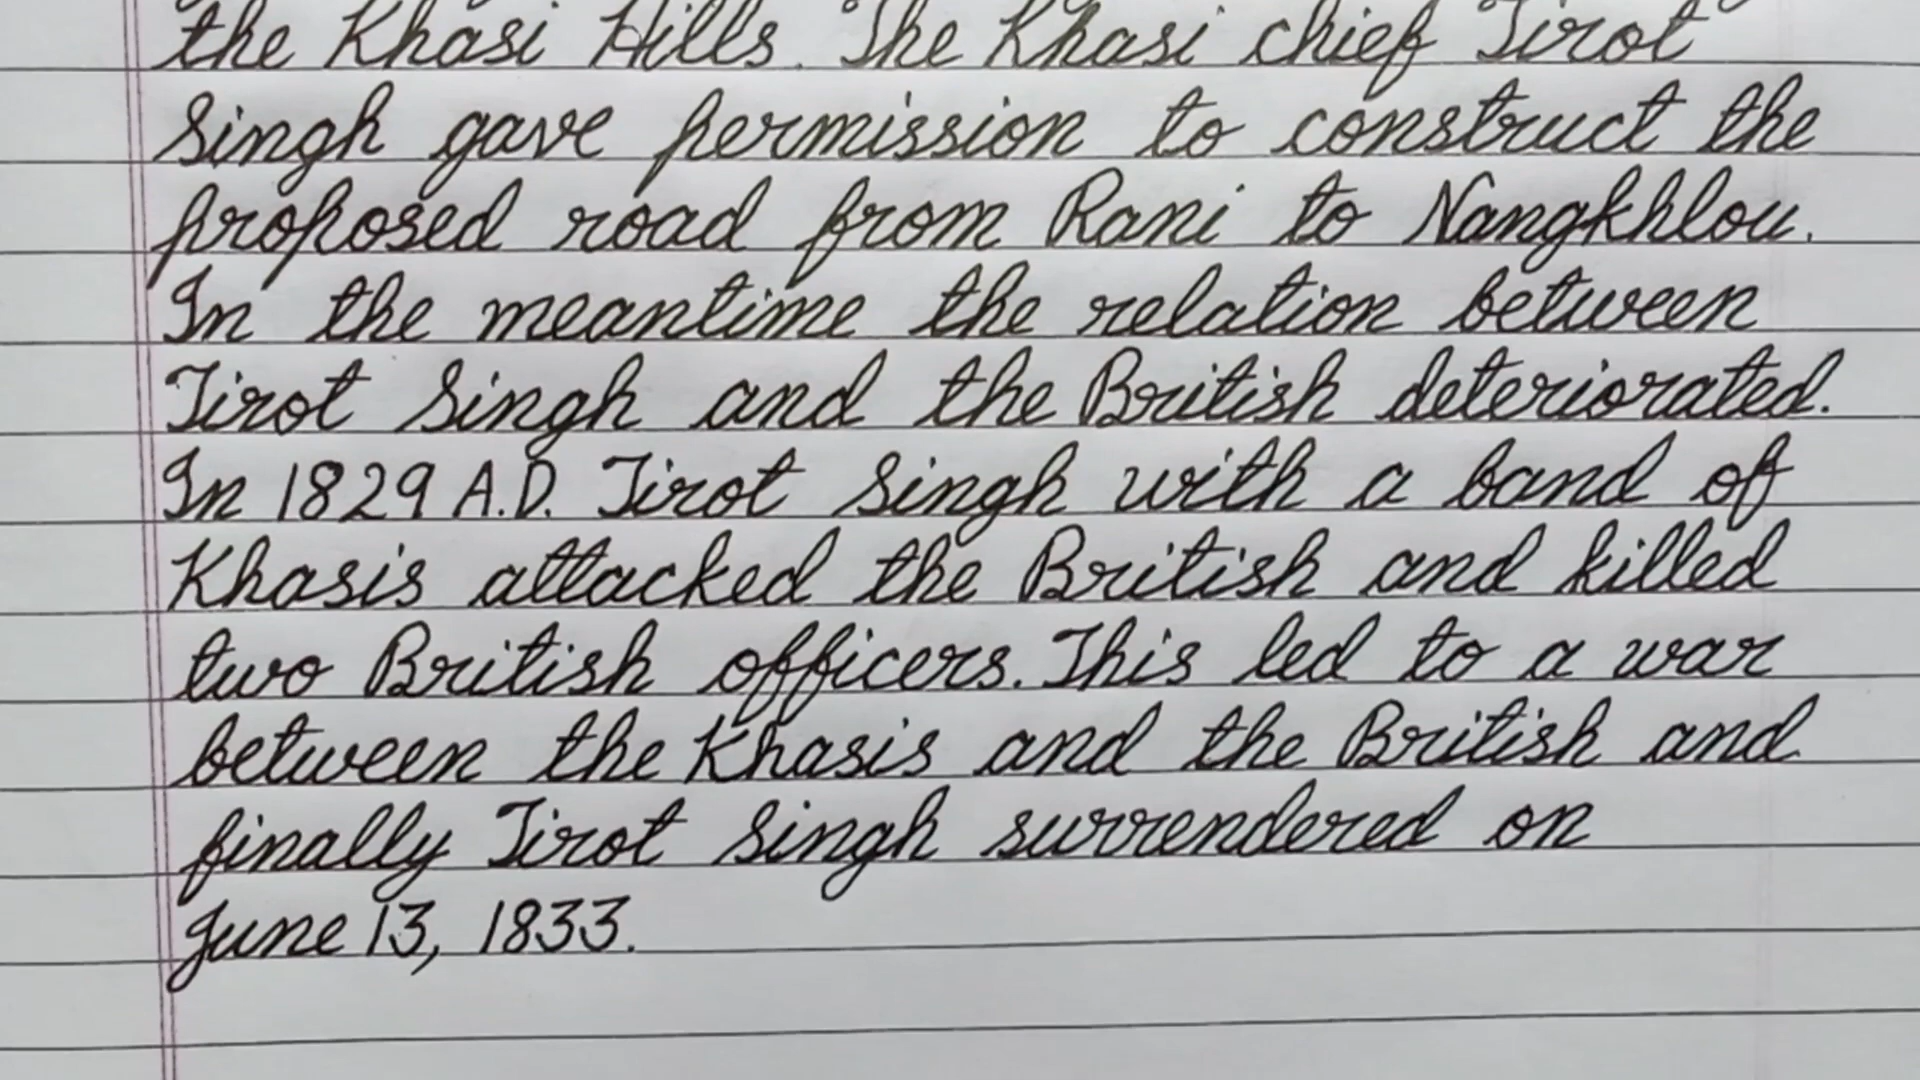 the Khasi Hills. The Khasi chief Tirot
Singh gave permission to construct the
proposed road from Rani to Nangkhlou.
In the meantime the relation between
Tirot Singh and the British deteriorated.
In 1829 A.D. Tirot Singh with a band of
Khasis attacked the British and killed
two British officers. This led to a war
between the Khasis and the British and
finally Tirot Singh surrendered on
June 13, 1833.